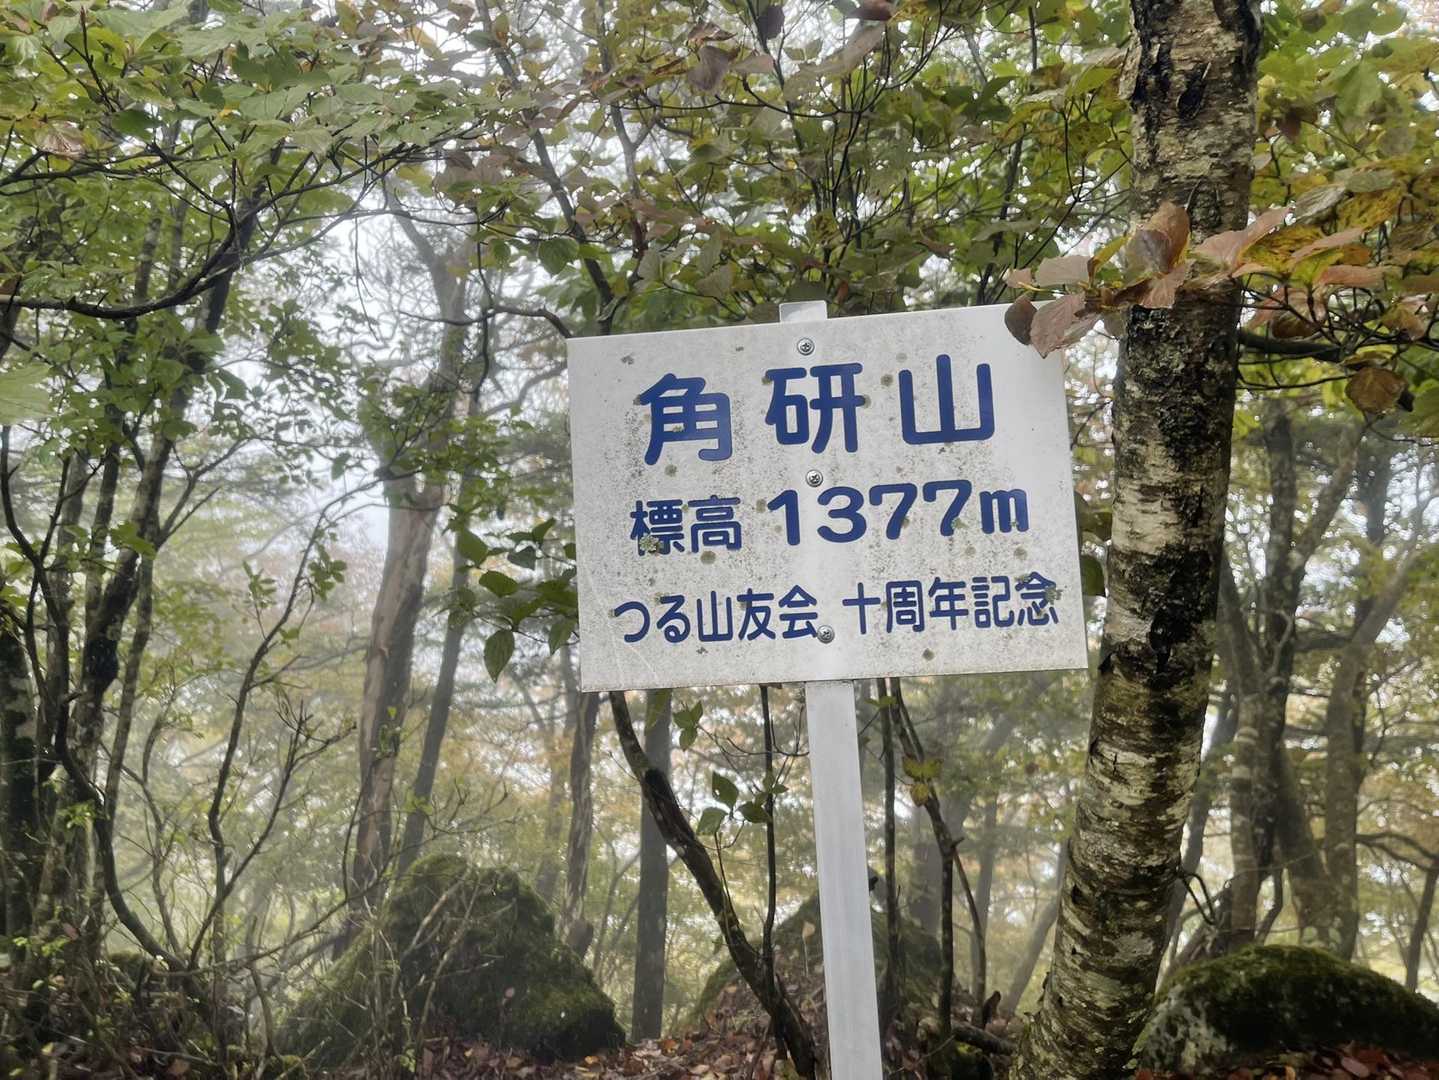 角研山
標高 1377m
つる山友会 十周年記念